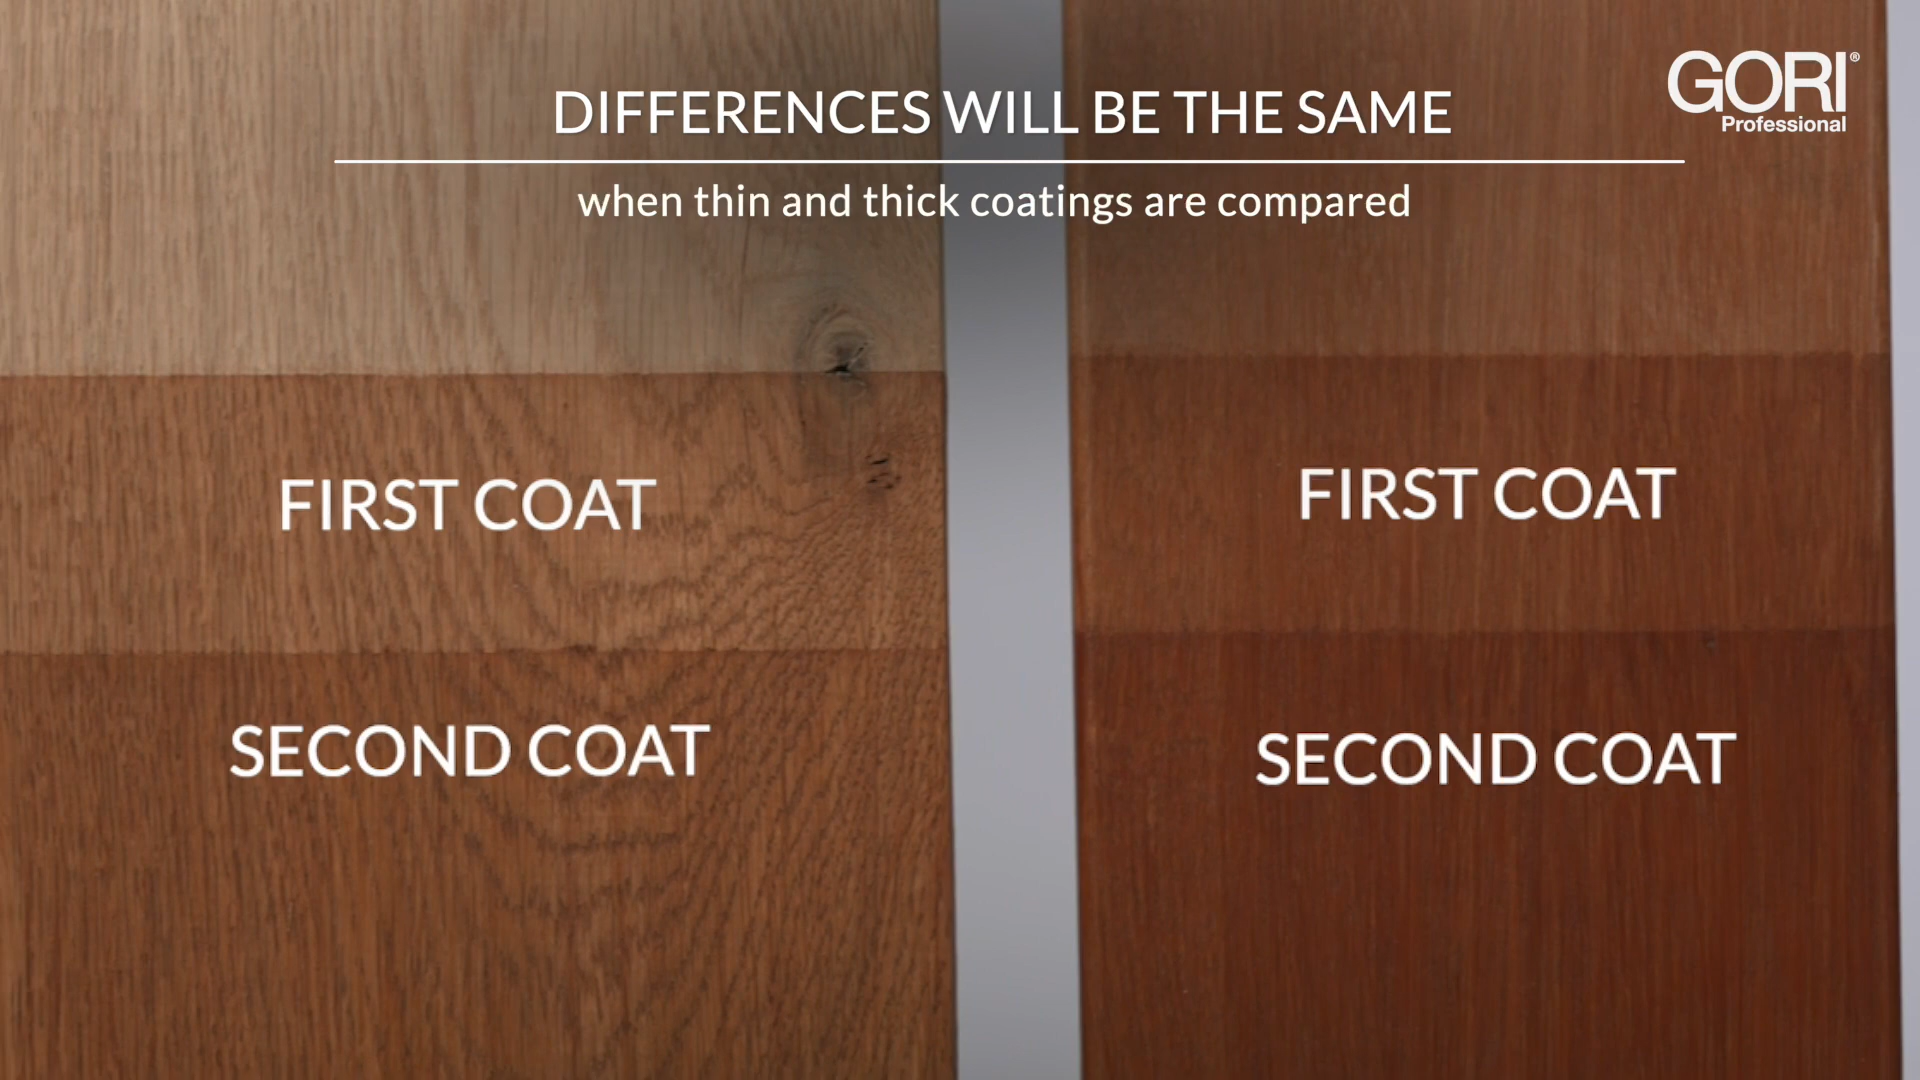 GORI®
Professional
DIFFERENCES WILL BE THE SAME
when thin and thick coatings are compared
FIRST COAT
FIRST COAT
SECOND COAT
SECOND COAT